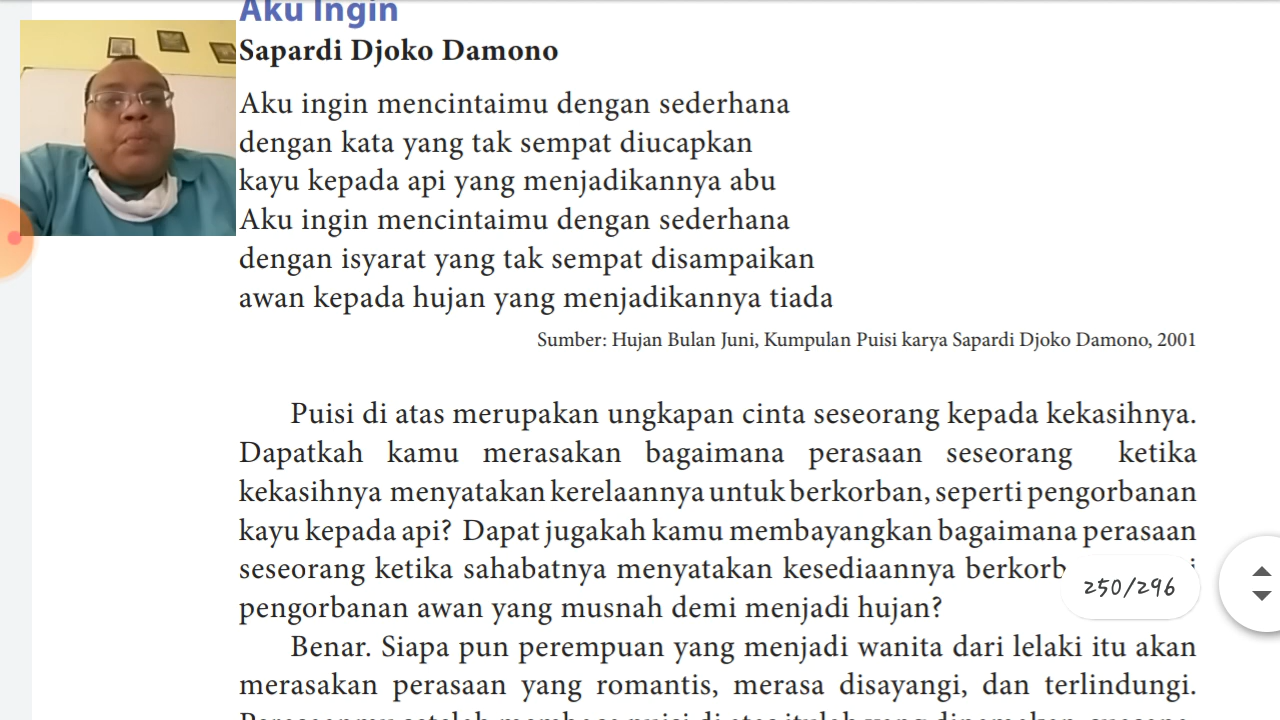 Aku Ingin
Sapardi Djoko Damono
Aku ingin mencintaimu dengan sederhana
dengan kata yang tak sempat diucapkan
kayu kepada api yang menjadikannya abu
Aku ingin mencintaimu dengan sederhana
dengan isyarat yang tak sempat disampaikan
awan kepada hujan yang menjadikannya tiada
Sumber: Hujan Bulan Juni, Kumpulan Puisi karya Sapardi Djoko Damono, 2001
Puisi di atas merupakan ungkapan cinta seseorang kepada kekasihnya.
Dapatkah kamu merasakan bagaimana perasaan seseorang ketika
kekasihnya menyatakan kerelaannya untuk berkorban, seperti pengorbanan
kayu kepada api? Dapat jugakah kamu membayangkan bagaimana perasaan
seseorang ketika sahabatnya menyatakan kesediaannya
pengorbanan awan yang musnah demi menjadi hujan?
250/296
Benar. Siapa pun perempuan yang menjadi wanita dari lelaki itu akan
merasakan perasaan yang romantis, merasa disayangi, dan terlindungi.